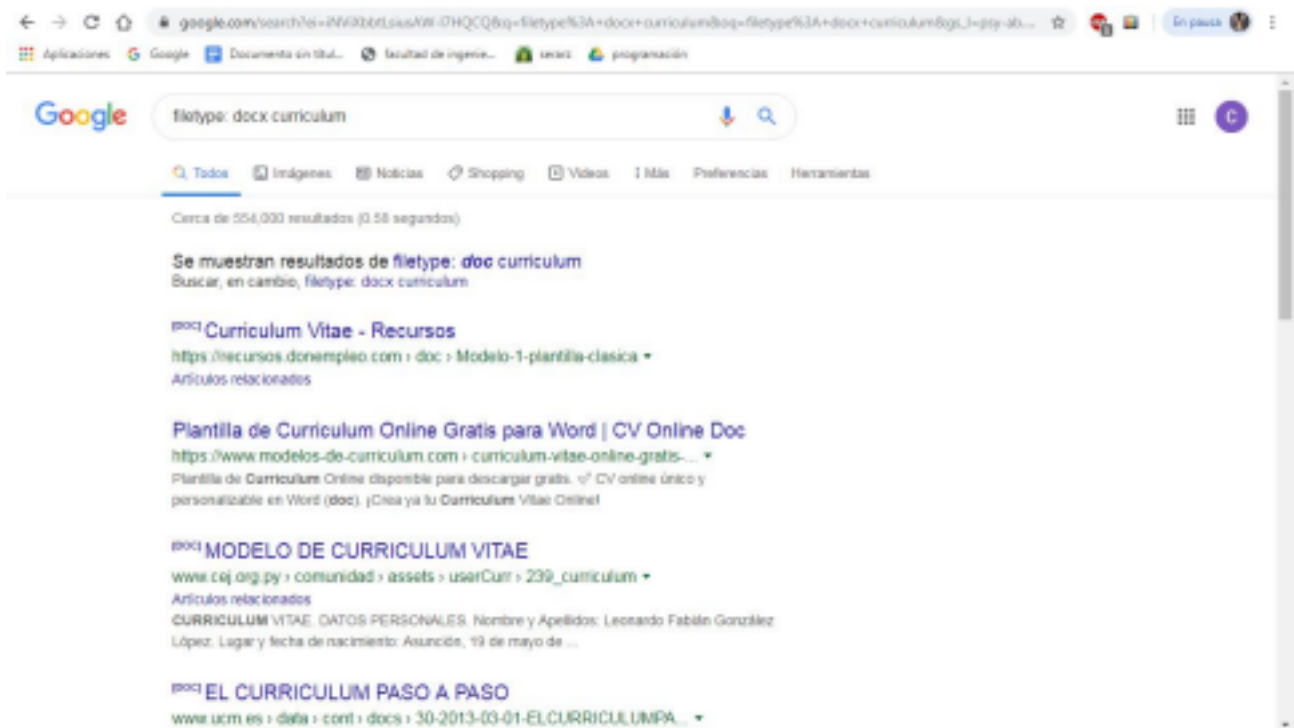 google.com/search?ei=
En pausa
Aplicaciones Google Documento sin títul... facultad de ingenie... programación
Google filetype: docx curriculum C
Todos Imágenes Noticias Shopping Videos Más Preferencias Herramientas
Cerca de 554,000 resultados (0.58 segundos)
Se muestran resultados de filetype: doc curriculum
Buscar, en cambio, filetype: docx curriculum
[DOC] Curriculum Vitae - Recursos
https://recursos.donempleo.com › doc › Modelo-1-plantilla-clasica
Artículos relacionados
Plantilla de Curriculum Online Gratis para Word | CV Online Doc
https://www.modelos-de-curriculum.com › curriculum-vitae-online-gratis-...
Plantilla de Curriculum Online disponible para descargar gratis. ✅ CV online único y
personalizable en Word (doc). ¡Crea ya tu Curriculum Vitae Online!
[DOC] MODELO DE CURRICULUM VITAE
www.cej.org.py › comunidad › assets › userCurr › 239_curriculum
Artículos relacionados
CURRICULUM VITAE. DATOS PERSONALES. Nombre y Apellidos: Leonardo Fabián González
López. Lugar y fecha de nacimiento: Asunción, 19 de mayo de ...
[DOC] EL CURRICULUM PASO A PASO
www.ucm.es › data › cont › docs › 30-2013-03-01-ELCURRICULUMPA...